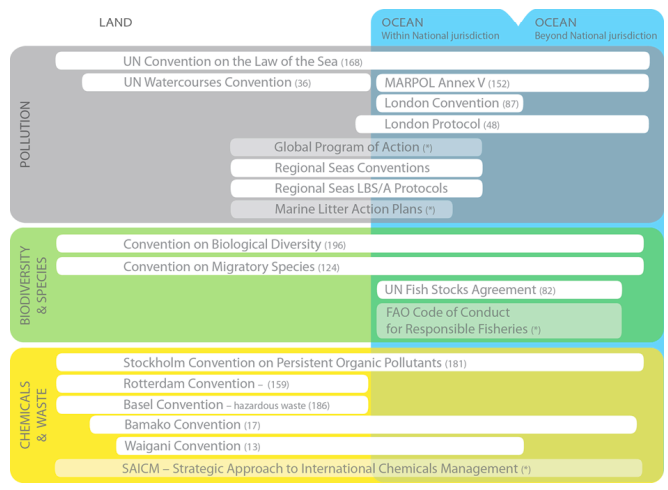 LAND
OCEAN
Within National jurisdiction
OCEAN
Beyond National jurisdiction
POLLUTION
UN Convention on the Law of the Sea (168)
UN Watercourses Convention (36)
MARPOL Annex V (152)
London Convention (87)
London Protocol (48)
Global Program of Action (*)
Regional Seas Conventions
Regional Seas LBS/A Protocols
Marine Litter Action Plans (*)
BIODIVERSITY
& SPECIES
Convention on Biological Diversity (196)
Convention on Migratory Species (124)
UN Fish Stocks Agreement (82)
FAO Code of Conduct
for Responsible Fisheries (*)
CHEMICALS
& WASTE
Stockholm Convention on Persistent Organic Pollutants (181)
Rotterdam Convention – (159)
Basel Convention – hazardous waste (186)
Bamako Convention (17)
Waigani Convention (13)
SAICM – Strategic Approach to International Chemicals Management (*)